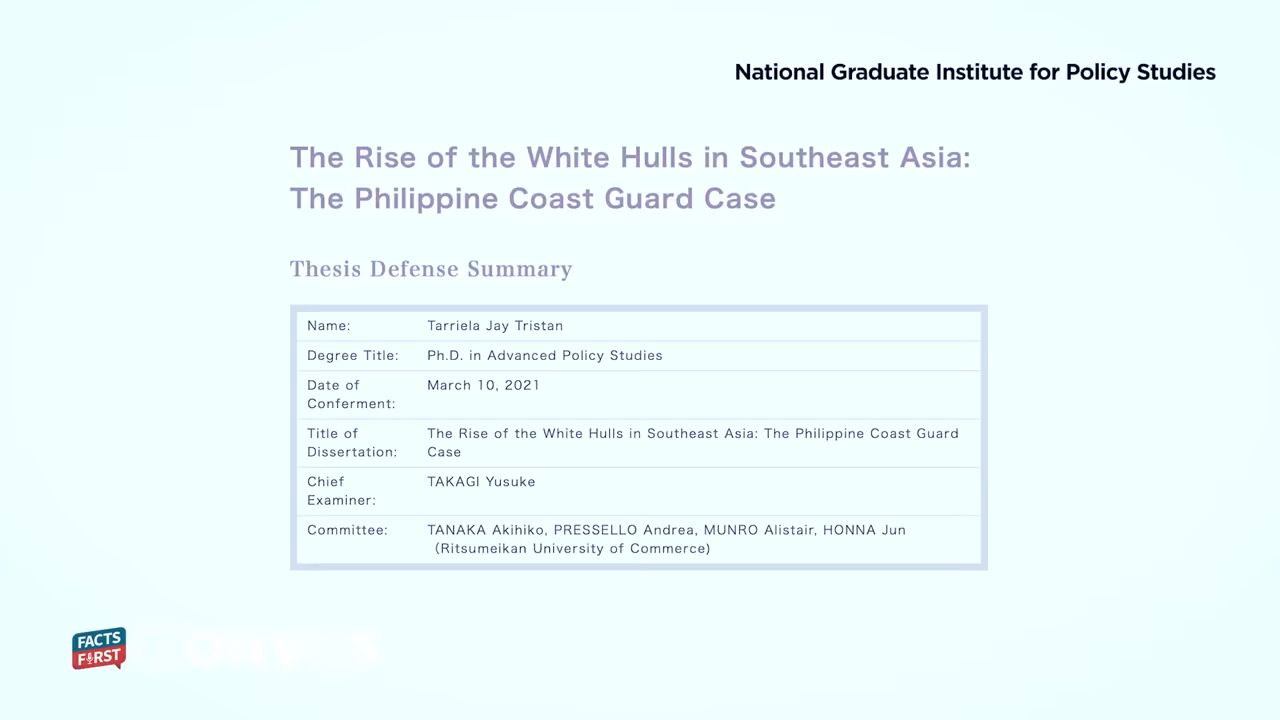 National Graduate Institute for Policy Studies
The Rise of the White Hulls in Southeast Asia:
The Philippine Coast Guard Case
Thesis Defense Summary
Name: Tarriela Jay Tristan
Degree Title: Ph.D. in Advanced Policy Studies
Date of Conferment: March 10, 2021
Title of Dissertation: The Rise of the White Hulls in Southeast Asia: The Philippine Coast Guard Case
Chief Examiner: TAKAGI Yusuke
Committee: TANAKA Akihiko, PRESSELLO Andrea, MUNRO Alistair, HONNA Jun
(Ritsumeikan University of Commerce)
FACTS
FIRST